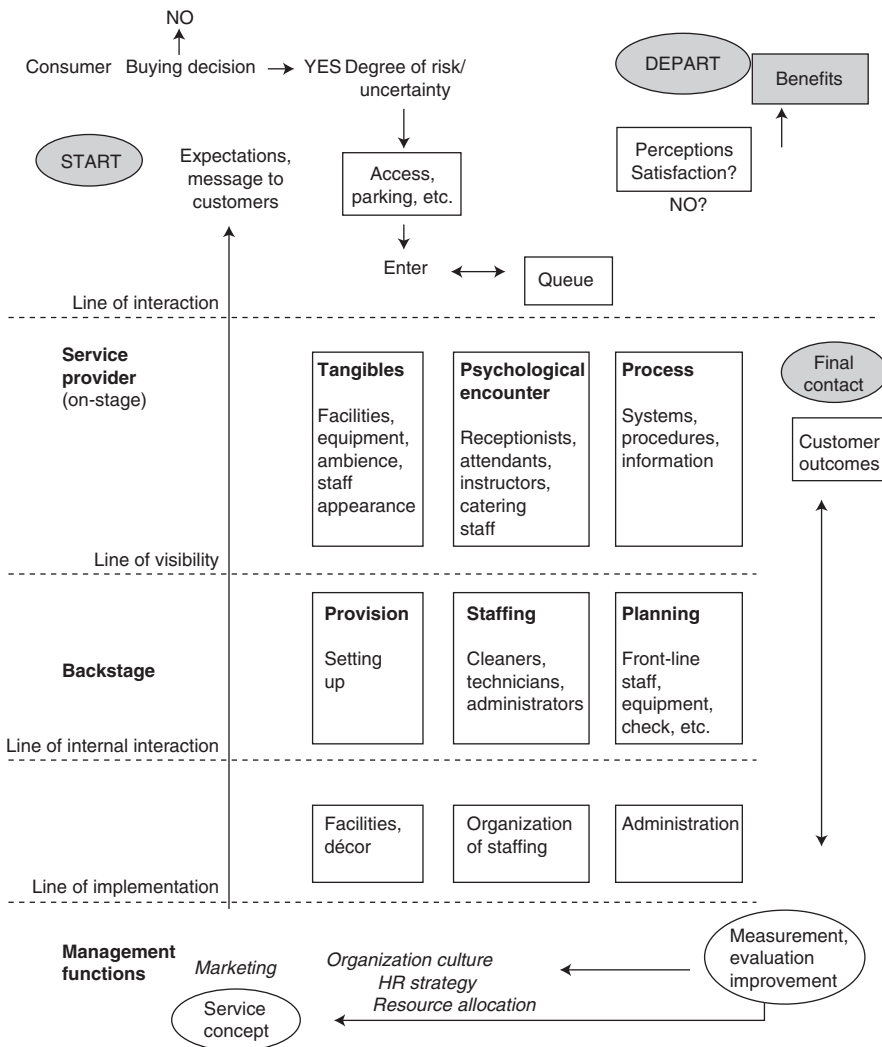 NO
Consumer Buying decision YES Degree of risk/
uncertainty
DEPART
Benefits
START
Expectations,
message to
customers
Access,
parking, etc.
Perceptions
Satisfaction?
NO?
Enter
Queue
Line of interaction
Service
provider
(on-stage)
Tangibles
Facilities,
equipment,
ambience,
staff
appearance
Psychological
encounter
Receptionists,
attendants,
instructors,
catering
staff
Process
Systems,
procedures,
information
Final
contact
Customer
outcomes
Line of visibility
Backstage
Provision
Setting
up
Staffing
Cleaners,
technicians,
administrators
Planning
Front-line
staff,
equipment,
check, etc.
Line of internal interaction
Facilities,
décor
Organization
of staffing
Administration
Line of implementation
Management
functions
Marketing
Organization culture
HR strategy
Resource allocation
Service
concept
Measurement,
evaluation
improvement